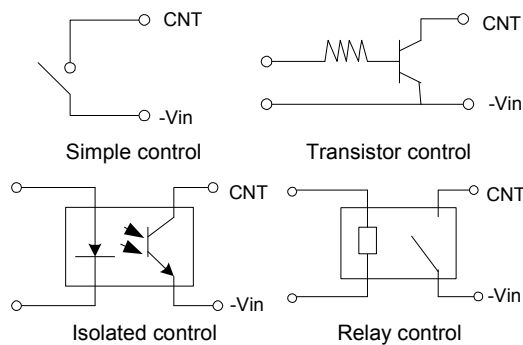 CNT
-Vin
Simple control
CNT
-Vin
Transistor control
CNT
-Vin
Isolated control
CNT
-Vin
Relay control